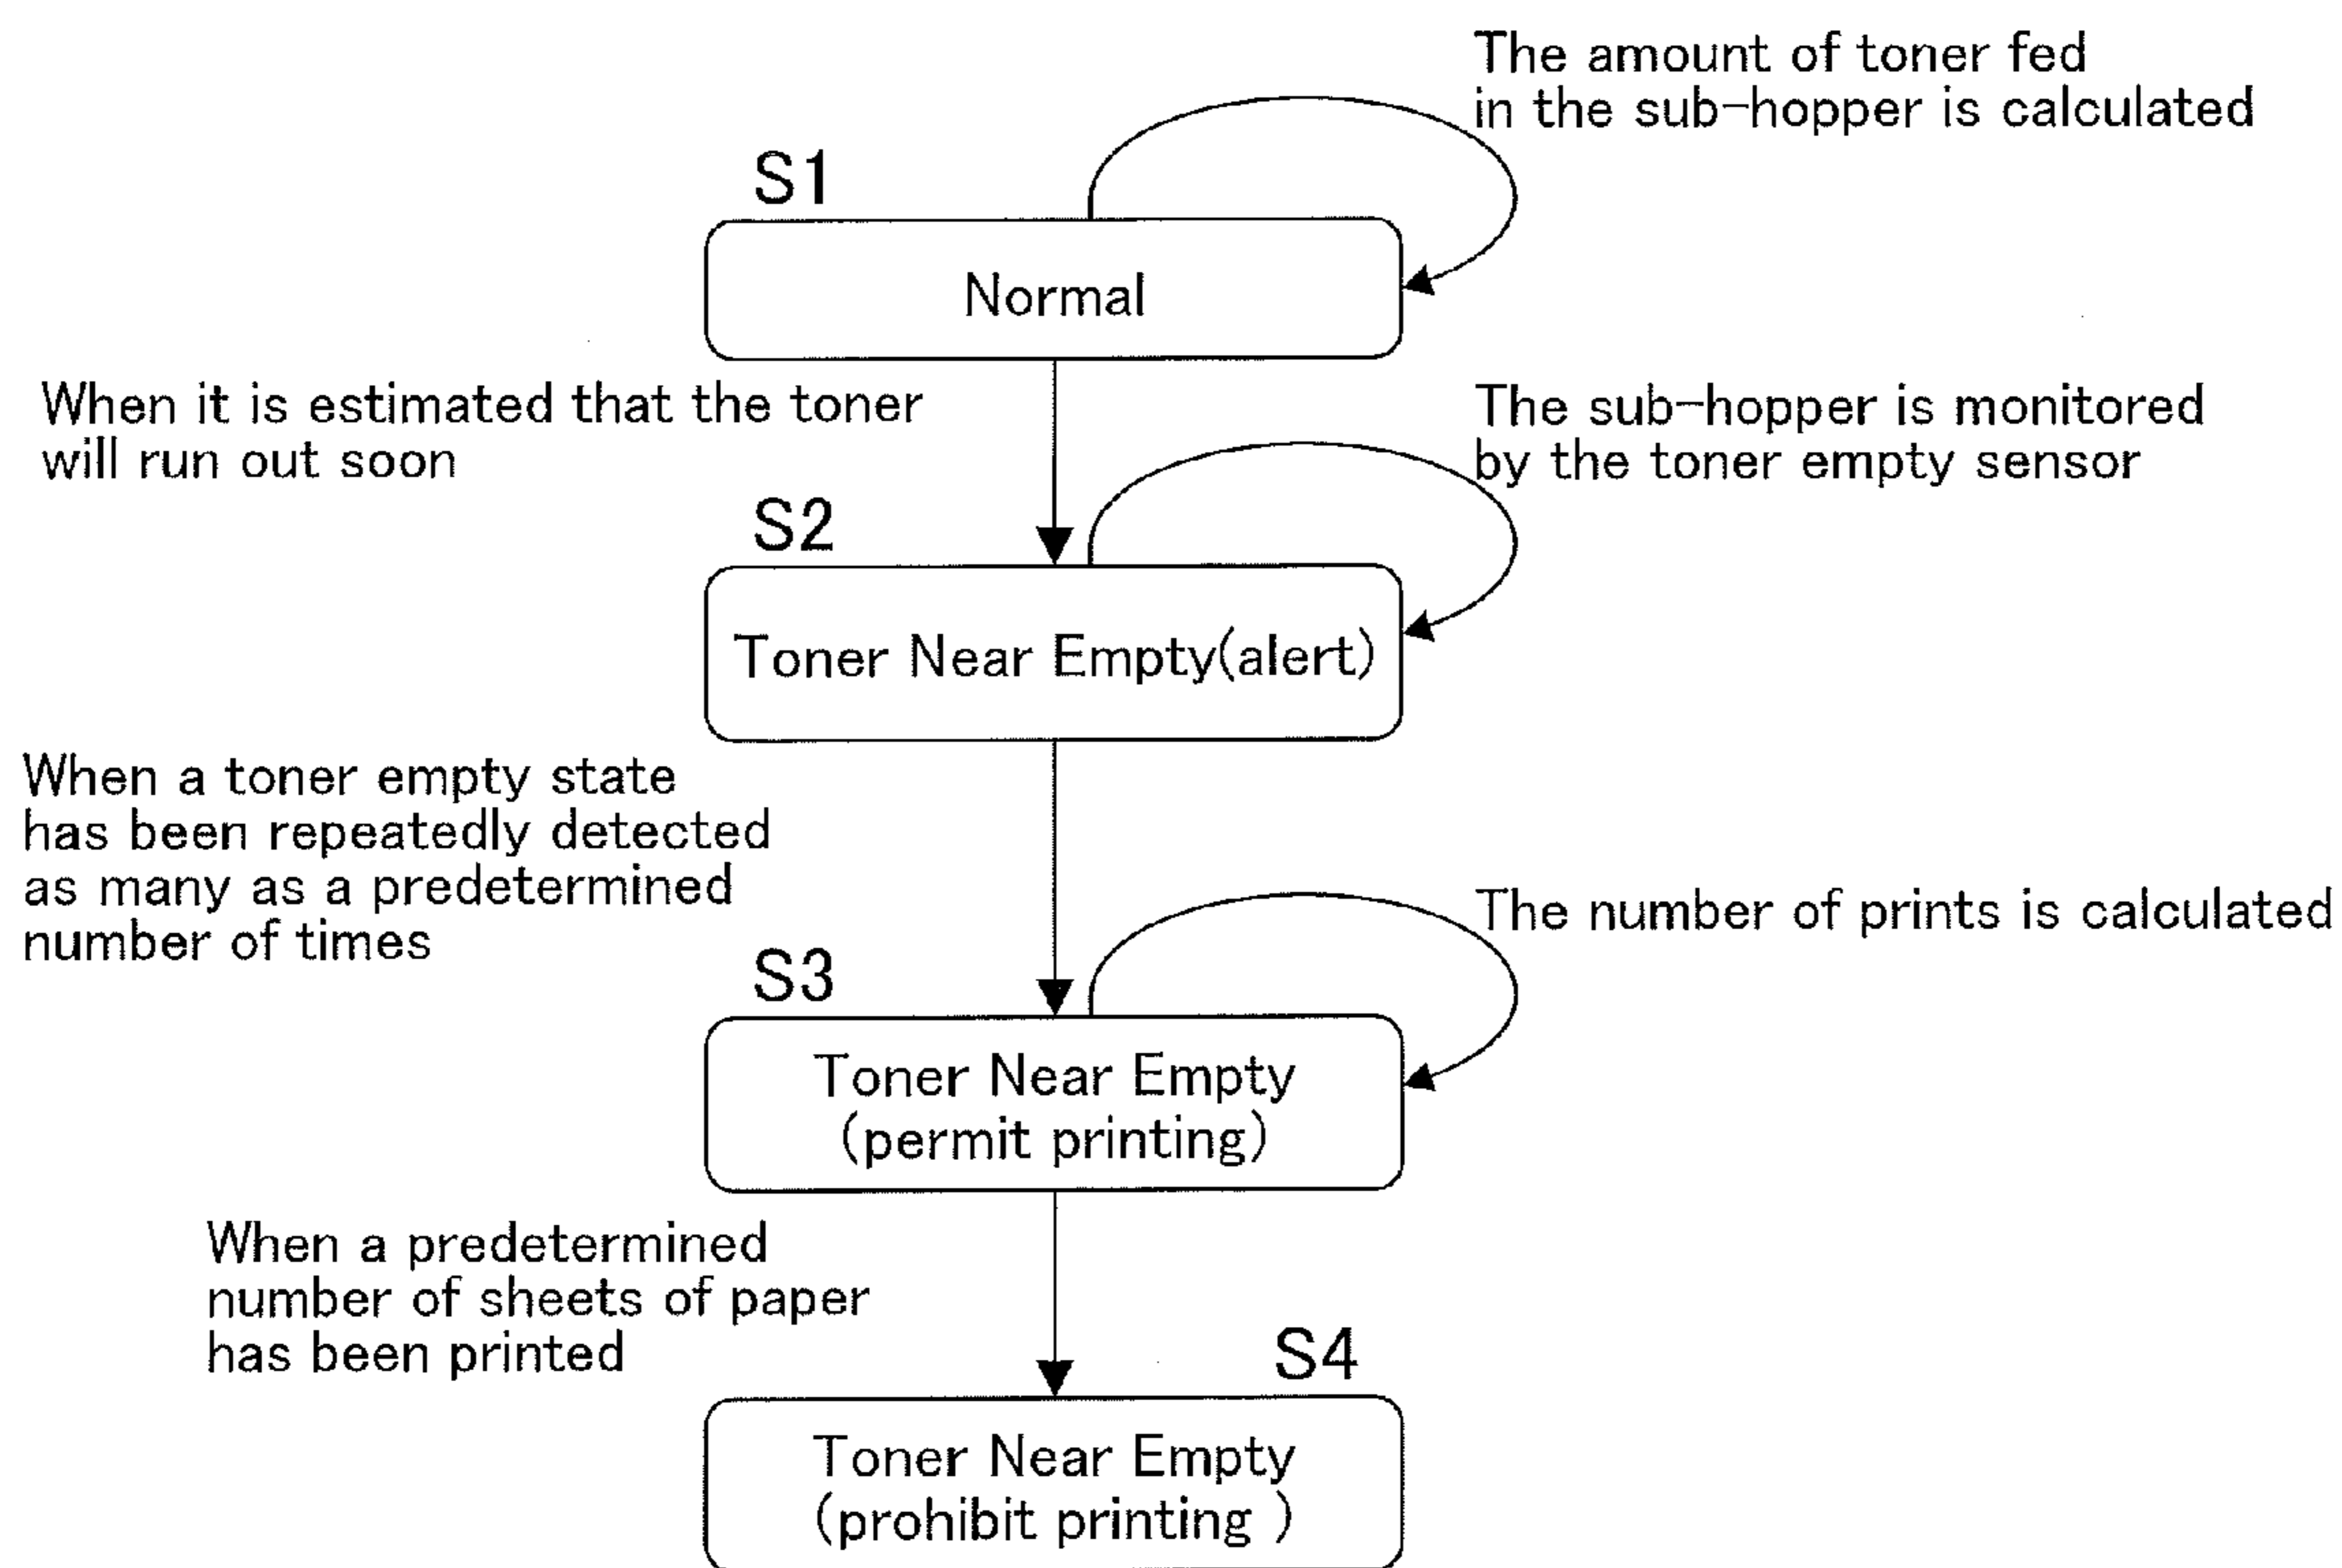 The amount of toner fed
in the sub-hopper is calculated
S1
Normal
When it is estimated that the toner
will run out soon
The sub-hopper is monitored
by the toner empty sensor
S2
Toner Near Empty(alert)
When a toner empty state
has been repeatedly detected
as many as a predetermined
number of times
The number of prints is calculated
S3
Toner Near Empty
(permit printing)
When a predetermined
number of sheets of paper
has been printed
S4
Toner Near Empty
(prohibit printing )